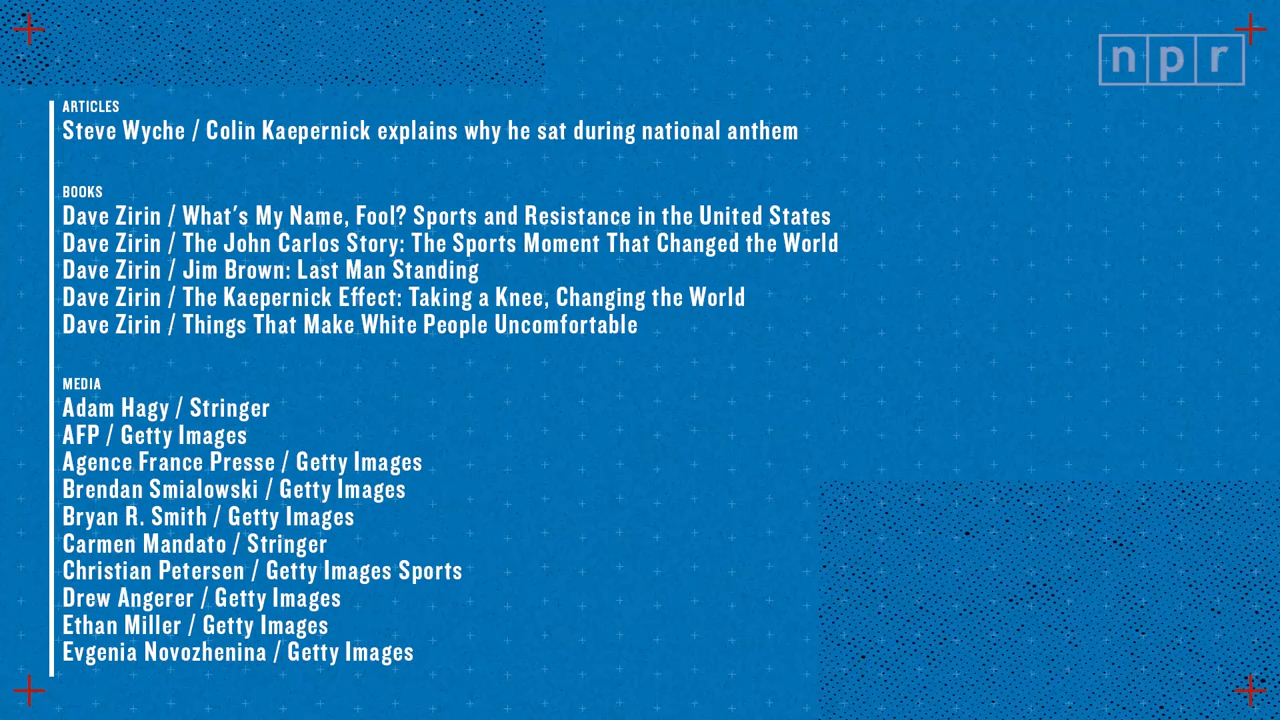 npr
ARTICLES
Steve Wyche / Colin Kaepernick explains why he sat during national anthem
BOOKS
Dave Zirin / What's My Name, Fool? Sports and Resistance in the United States
Dave Zirin / The John Carlos Story: The Sports Moment That Changed the World
Dave Zirin / Jim Brown: Last Man Standing
Dave Zirin / The Kaepernick Effect: Taking a Knee, Changing the World
Dave Zirin / Things That Make White People Uncomfortable
MEDIA
Adam Hagy / Stringer
AFP / Getty Images
Agence France Presse / Getty Images
Brendan Smialowski / Getty Images
Bryan R. Smith / Getty Images
Carmen Mandato / Stringer
Christian Petersen / Getty Images Sports
Drew Angerer / Getty Images
Ethan Miller / Getty Images
Evgenia Novozhenina / Getty Images